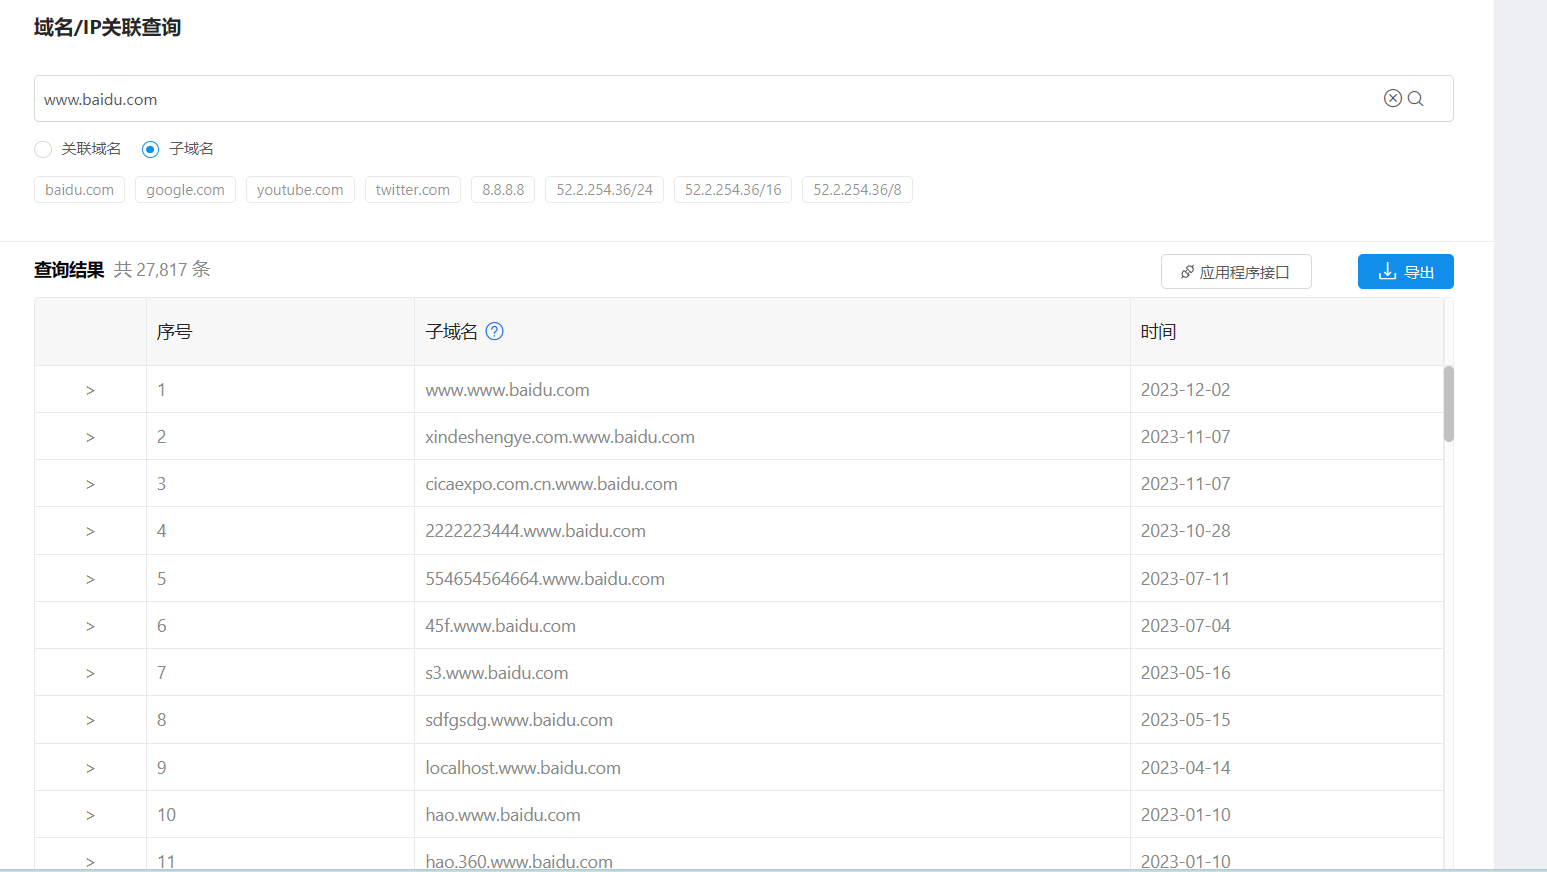 域名/IP关联查询
www.baidu.com
关联域名 子域名
baidu.com google.com youtube.com twitter.com 8.8.8.8 52.2.254.36/24 52.2.254.36/16 52.2.254.36/8
查询结果 共 27,817 条 应用程序接口 导出
序号 子域名 ? 时间
> 1 www.www.baidu.com 2023-12-02
> 2 xindeshengye.com.www.baidu.com 2023-11-07
> 3 cicaexpo.com.cn.www.baidu.com 2023-11-07
> 4 2222223444.www.baidu.com 2023-10-28
> 5 554654564664.www.baidu.com 2023-07-11
> 6 45f.www.baidu.com 2023-07-04
> 7 s3.www.baidu.com 2023-05-16
> 8 sdfgsdg.www.baidu.com 2023-05-15
> 9 localhost.www.baidu.com 2023-04-14
> 10 hao.www.baidu.com 2023-01-10
> 11 hao.360.www.baidu.com 2023-01-10